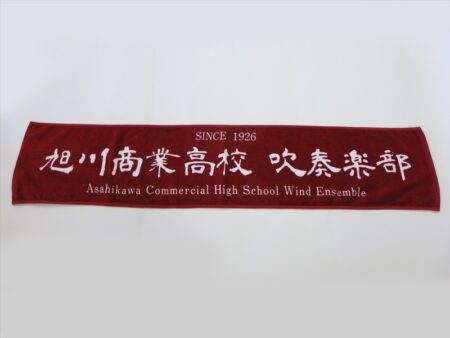 SINCE 1926
旭川商業高校 吹奏楽部
Asahikawa Commercial High School Wind Ensemble